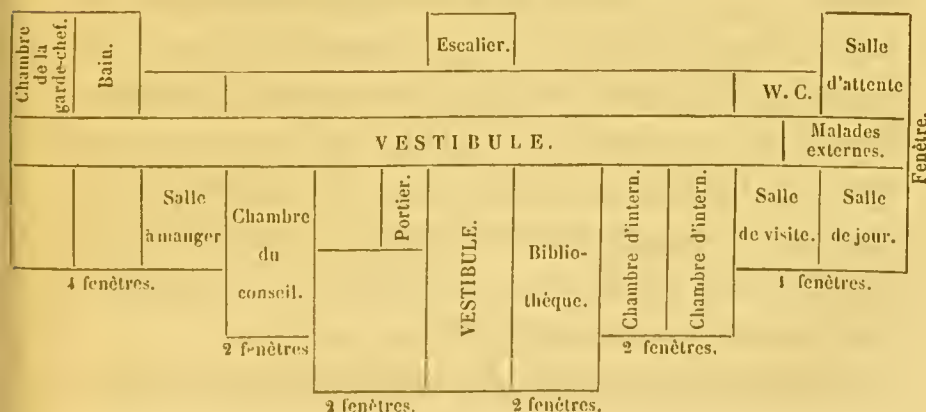 Chambre
de la
garde-chef.
Bain.
Escalier.
Salle
d'attente
W. C.
VESTIBULE.
Malades
externes.
Fenêtre.
Salle
à manger
Chambre
du
conseil.
Portier.
VESTIBULE.
Biblio-
thèque.
Chambre d'intern.
Chambre d'intern.
Salle
de visite.
Salle
de jour.
4 fenêtres.
4 fenêtres.
2 fenêtres
2 fenêtres.
2 fenêtres.
2 fenêtres.